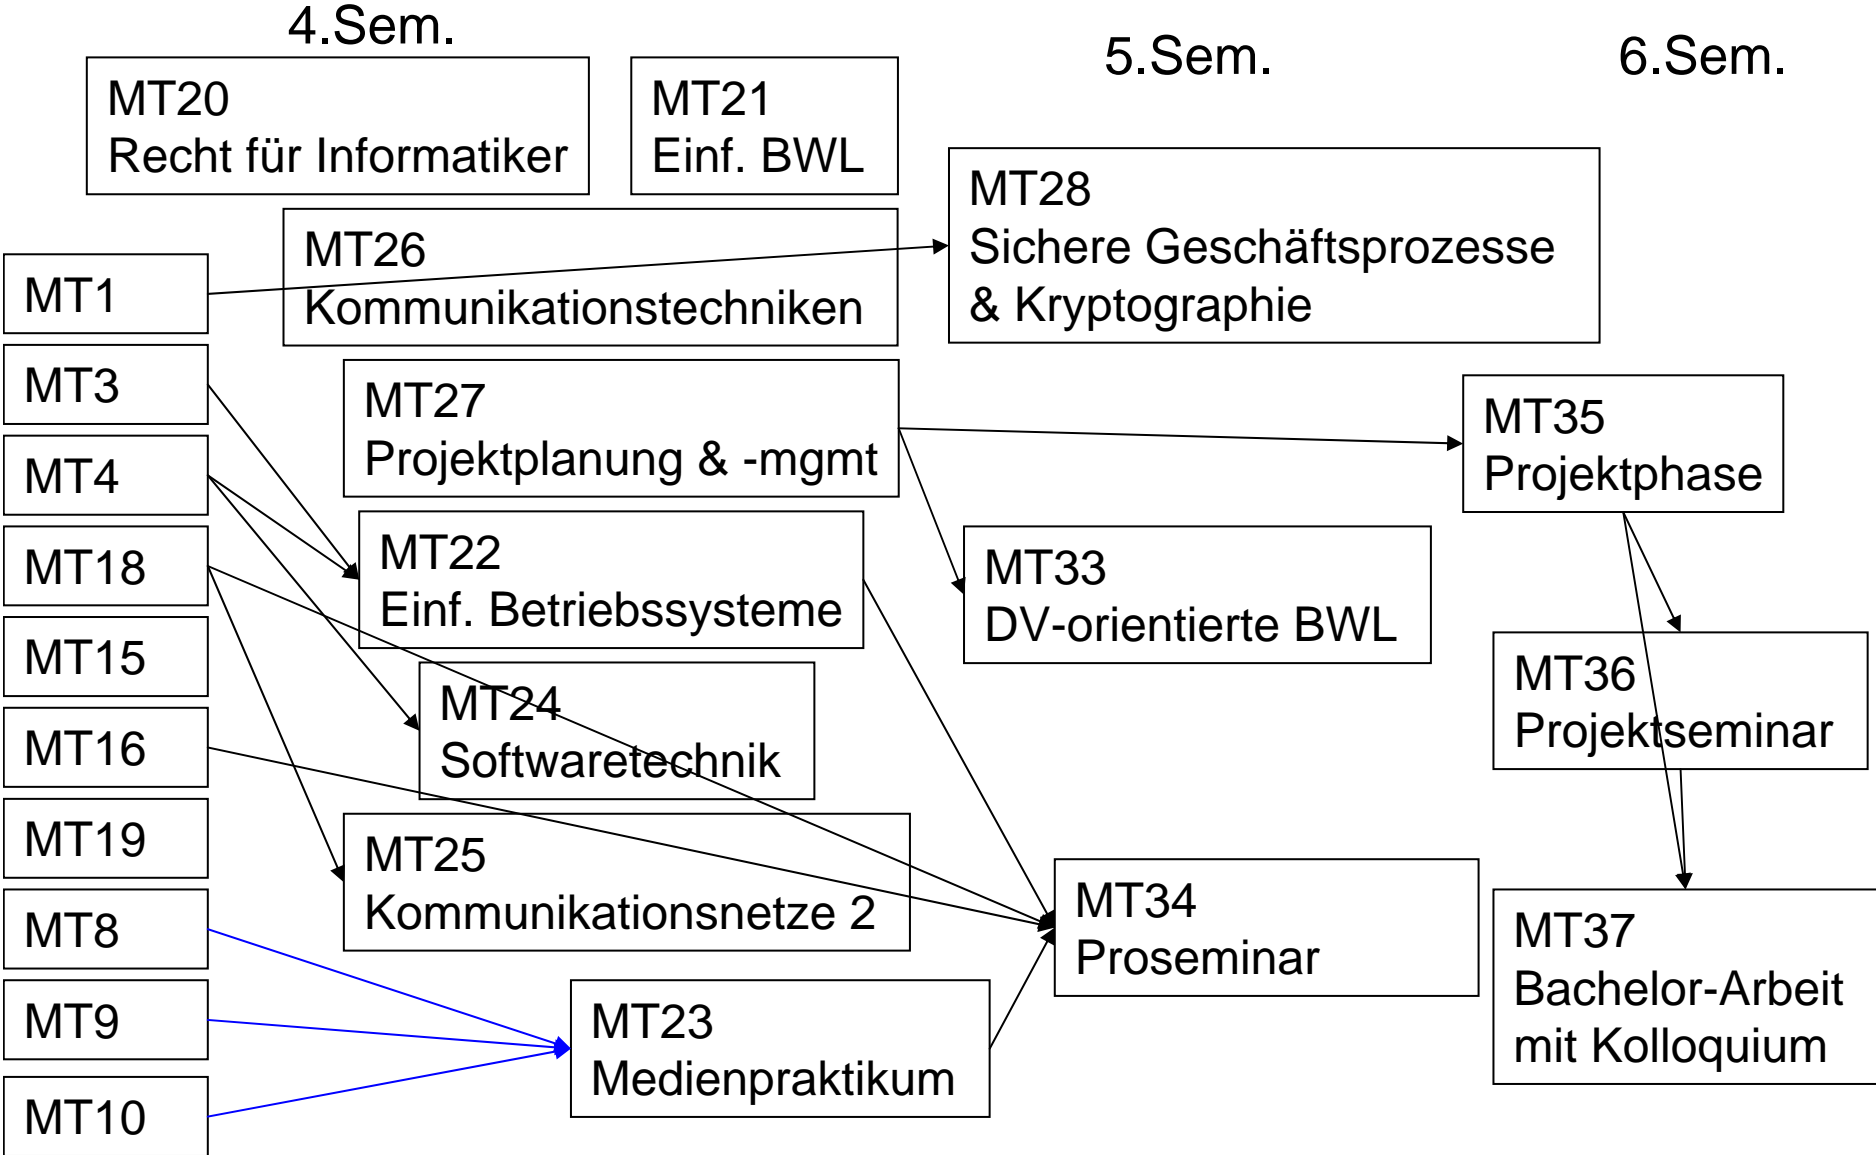 4.Sem.
5.Sem.
6.Sem.
MT20
Recht für Informatiker
MT21
Einf. BWL
MT28
Sichere Geschäftsprozesse
& Kryptographie
MT26
Kommunikationstechniken
MT1
MT3
MT4
MT18
MT15
MT16
MT19
MT8
MT9
MT10
MT27
Projektplanung & -mgmt
MT22
Einf. Betriebssysteme
MT24
Softwaretechnik
MT25
Kommunikationsnetze 2
MT23
Medienpraktikum
MT33
DV-orientierte BWL
MT34
Proseminar
MT35
Projektphase
MT36
Projektseminar
MT37
Bachelor-Arbeit
mit Kolloquium